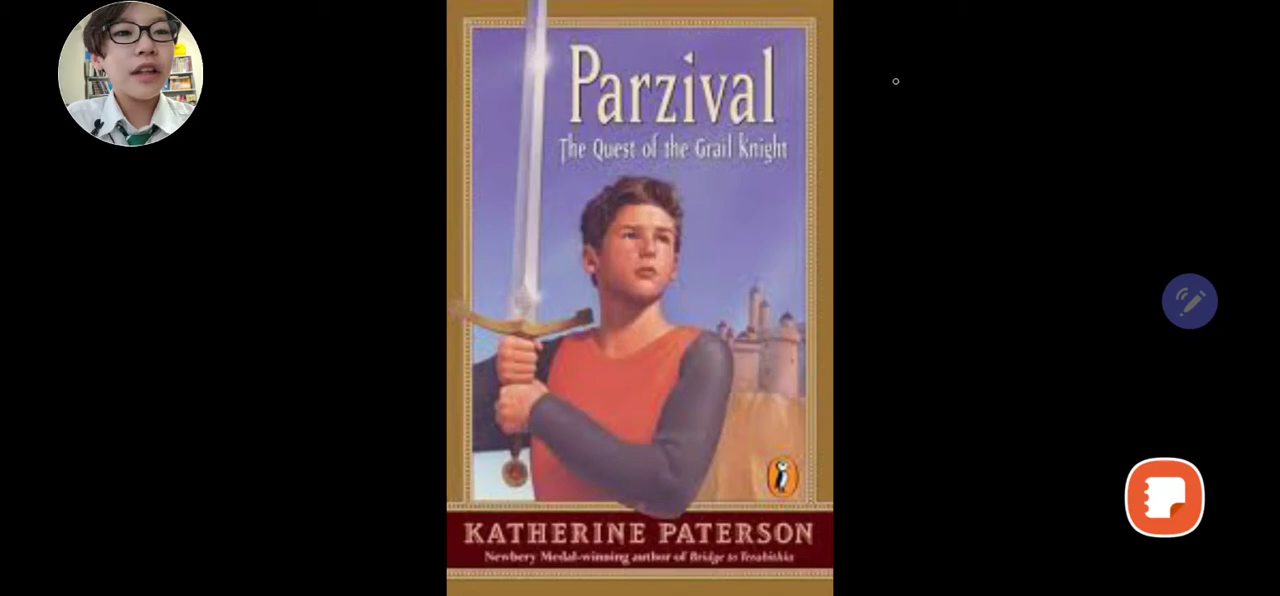 Parzival
The Quest of the Grail Knight
KATHERINE PATERSON
Newbery Medal-winning author of Bridge to Terabithia